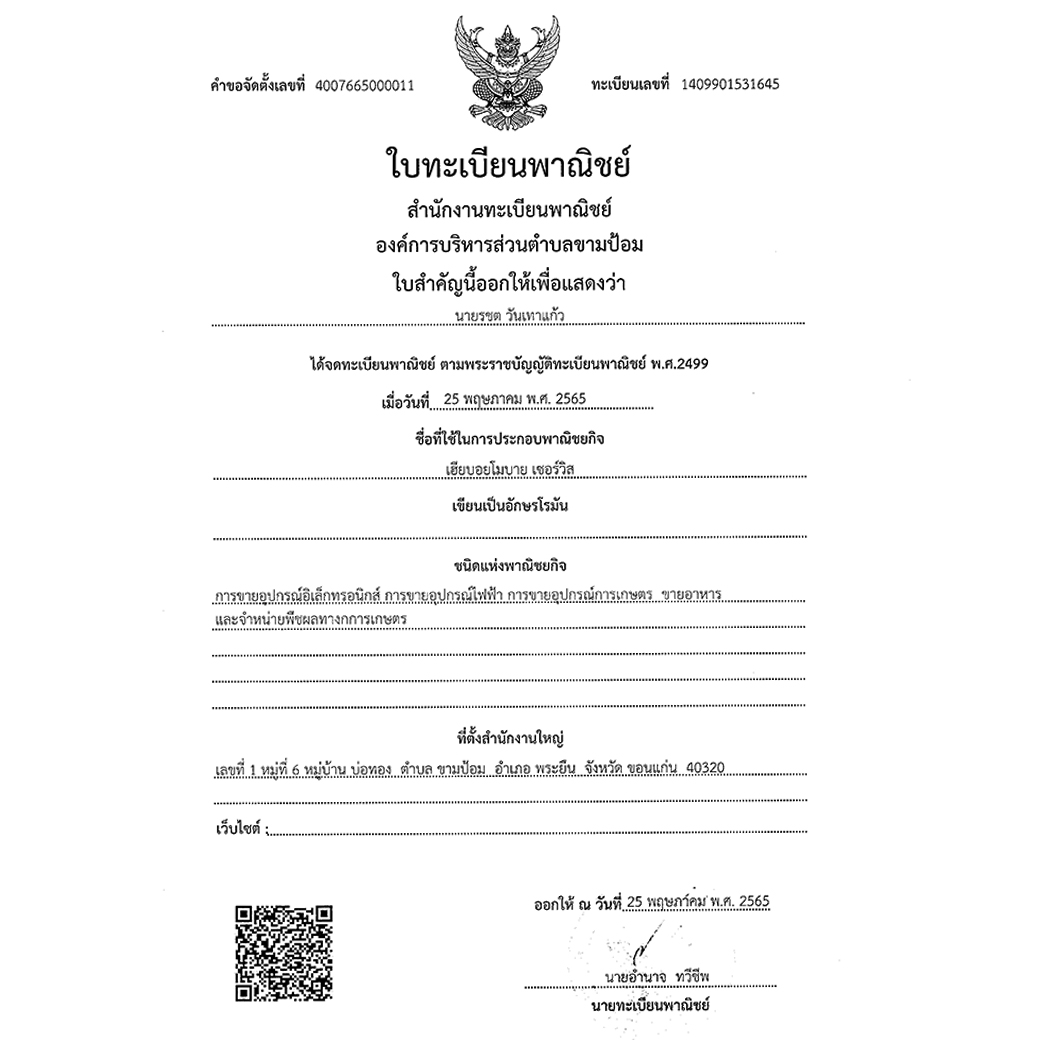 คำขอจัดตั้งเลขที่ 4007665000011
ทะเบียนเลขที่ 1409901531645
ใบทะเบียนพาณิชย์
สำนักงานทะเบียนพาณิชย์
องค์การบริหารส่วนตำบลขามป้อม
ใบสำคัญนี้ออกให้เพื่อแสดงว่า
นายรชต วันเทาแก้ว
ได้จดทะเบียนพาณิชย์ ตามพระราชบัญญัติทะเบียนพาณิชย์ พ.ศ.2499
เมื่อวันที่ 25 พฤษภาคม พ.ศ. 2565
ชื่อที่ใช้ในการประกอบพาณิชยกิจ
เฮียบอยโมบาย เซอร์วิส
เขียนเป็นอักษรโรมัน
ชนิดแห่งพาณิชยกิจ
การขายอุปกรณ์อิเล็กทรอนิกส์ การขายอุปกรณ์ไฟฟ้า การขายอุปกรณ์การเกษตร ขายอาหาร
และจำหน่ายพืชผลทางกการเกษตร
ที่ตั้งสำนักงานใหญ่
เลขที่ 1 หมู่ที่ 6 หมู่บ้าน บ่อทอง ตำบล ขามป้อม อำเภอ พระยืน จังหวัด ขอนแก่น 40320
เว็บไซต์ :
ออกให้ ณ วันที่ 25 พฤษภาคม พ.ศ. 2565
นายอำนาจ ทวีชีพ
นายทะเบียนพาณิชย์